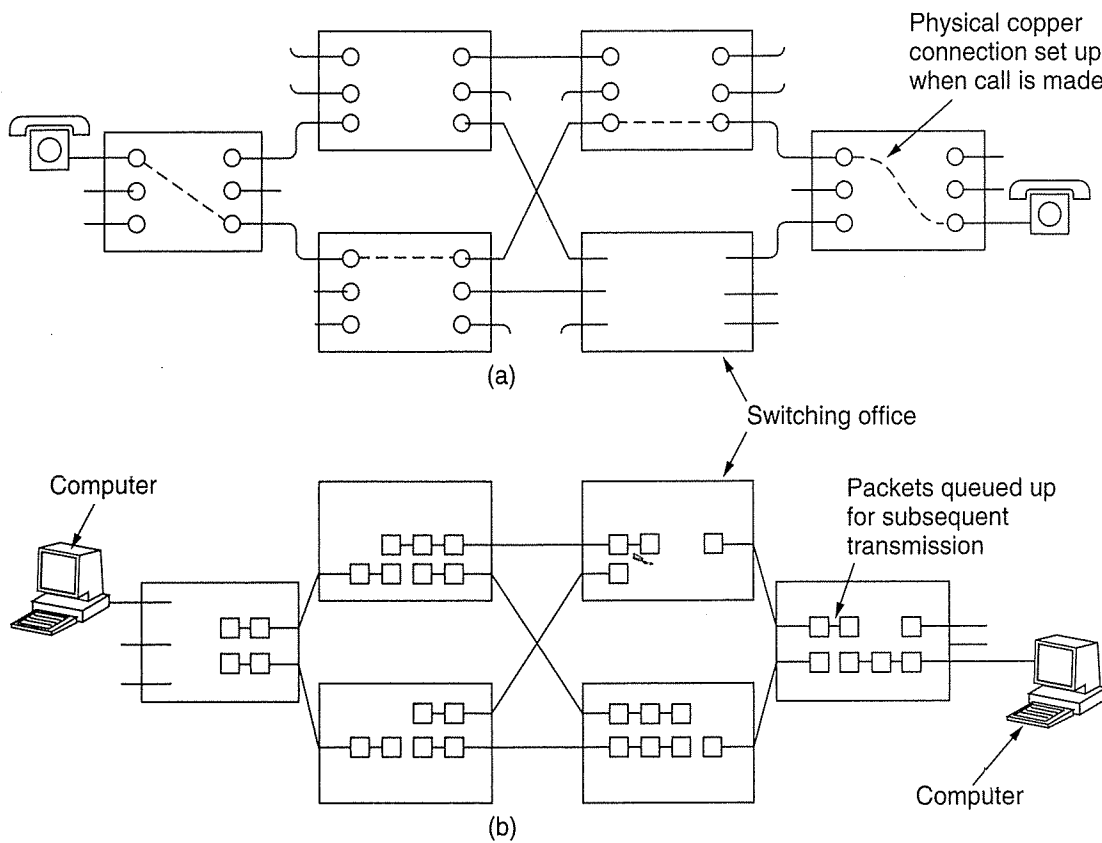 Physical copper
connection set up
when call is made
(a)
Switching office
Computer
Packets queued up
for subsequent
transmission
Computer
(b)